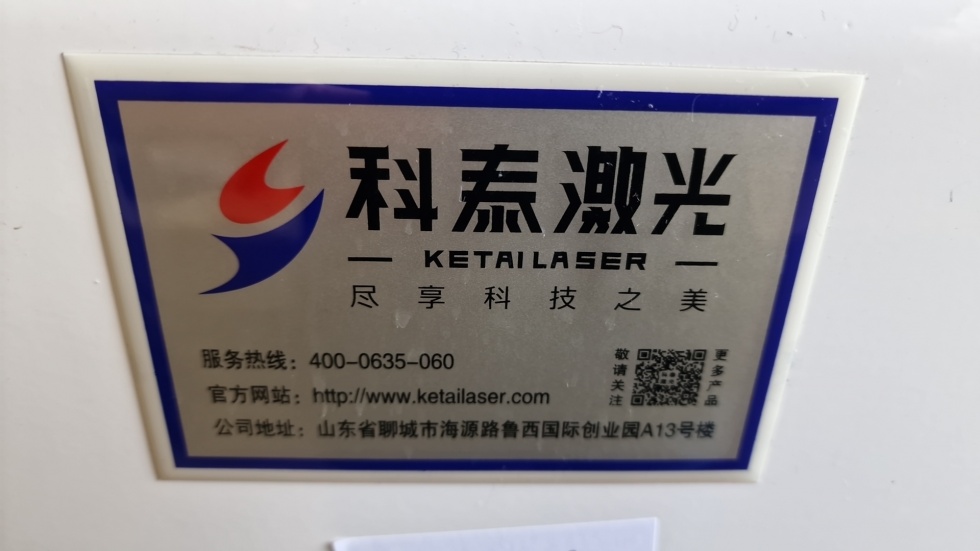 科泰激光
KETAILASER
尽享科技之美
服务热线：400-0635-060
官方网站：http://www.ketailaser.com
公司地址：山东省聊城市海源路鲁西国际创业园A13号楼
敬请关注
更多产品